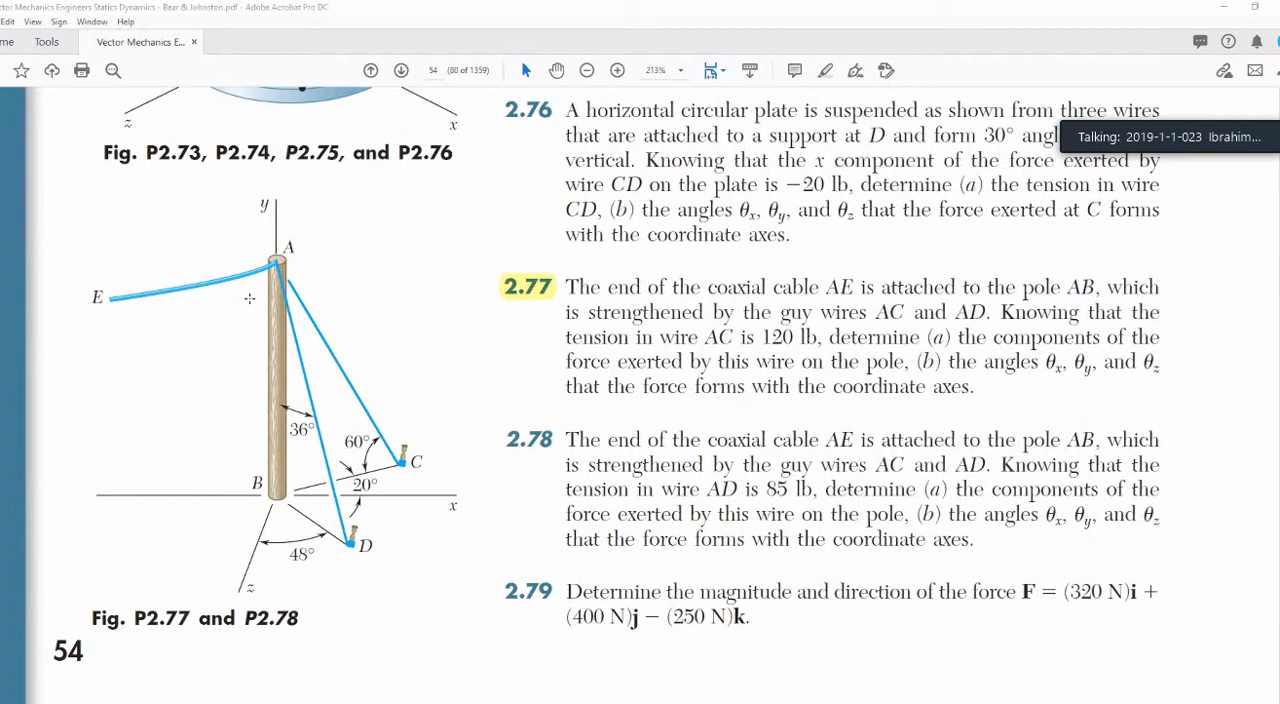 ctor Mechanics Engineers Statics Dynamics - Bear & Johnston.pdf - Adobe Acrobat Pro DC
Edit View Sign Window Help
me Tools Vector Mechanics E... ×
54 (80 of 1359) 213%
z x
Fig. P2.73, P2.74, P2.75, and P2.76
y
A
E
36°
60°
C
B
20°
x
D
48°
z
Fig. P2.77 and P2.78
54
2.76 A horizontal circular plate is suspended as shown from three wires
that are attached to a support at D and form 30° angl
vertical. Knowing that the x component of the force exerted by
wire CD on the plate is −20 lb, determine (a) the tension in wire
CD, (b) the angles θx, θy, and θz that the force exerted at C forms
with the coordinate axes.
Talking: 2019-1-1-023 Ibrahim...
2.77 The end of the coaxial cable AE is attached to the pole AB, which
is strengthened by the guy wires AC and AD. Knowing that the
tension in wire AC is 120 lb, determine (a) the components of the
force exerted by this wire on the pole, (b) the angles θx, θy, and θz
that the force forms with the coordinate axes.
2.78 The end of the coaxial cable AE is attached to the pole AB, which
is strengthened by the guy wires AC and AD. Knowing that the
tension in wire AD is 85 lb, determine (a) the components of the
force exerted by this wire on the pole, (b) the angles θx, θy, and θz
that the force forms with the coordinate axes.
2.79 Determine the magnitude and direction of the force F = (320 N)i +
(400 N)j − (250 N)k.